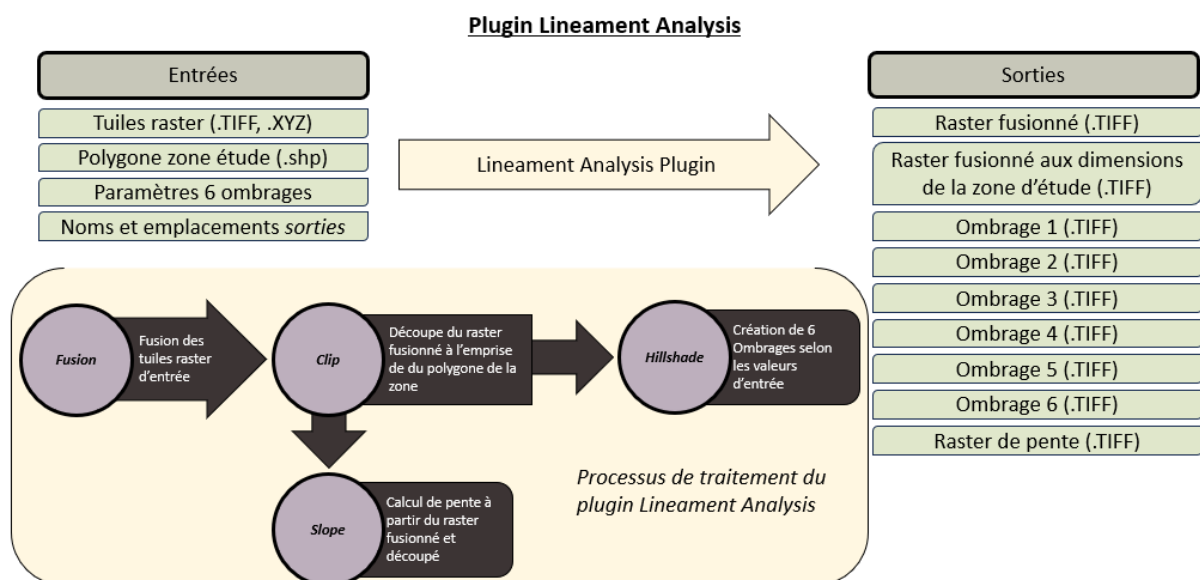 Plugin Lineament Analysis
Entrées
Tuiles raster (.TIFF, .XYZ)
Polygone zone étude (.shp)
Paramètres 6 ombrages
Noms et emplacements sorties
Lineament Analysis Plugin
Sorties
Raster fusionné (.TIFF)
Raster fusionné aux dimensions
de la zone d’étude (.TIFF)
Ombrage 1 (.TIFF)
Ombrage 2 (.TIFF)
Ombrage 3 (.TIFF)
Ombrage 4 (.TIFF)
Ombrage 5 (.TIFF)
Ombrage 6 (.TIFF)
Raster de pente (.TIFF)
Fusion
Fusion des
tuiles raster
d’entrée
Clip
Découpe du raster
fusionné à l’emprise
de du polygone de la
zone
Hillshade
Création de 6
Ombrages selon
les valeurs
d’entrée
Slope
Calcul de pente à
partir du raster
fusionné et
découpé
Processus de traitement du
plugin Lineament Analysis